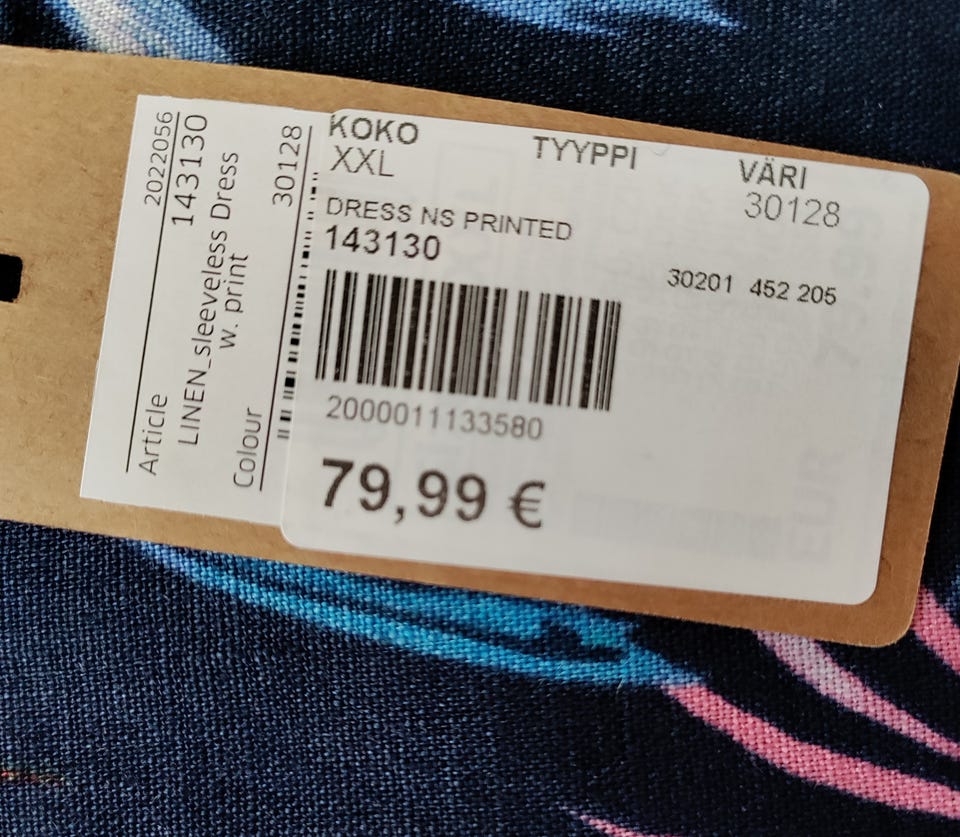 2022056
Article 143130
LINEN_sleeveless Dress
w. print
Colour 30128
KOKO TYYPPI VÄRI
XXL 30128
DRESS NS PRINTED
143130
30201 452 205
2000011133580
79,99 €